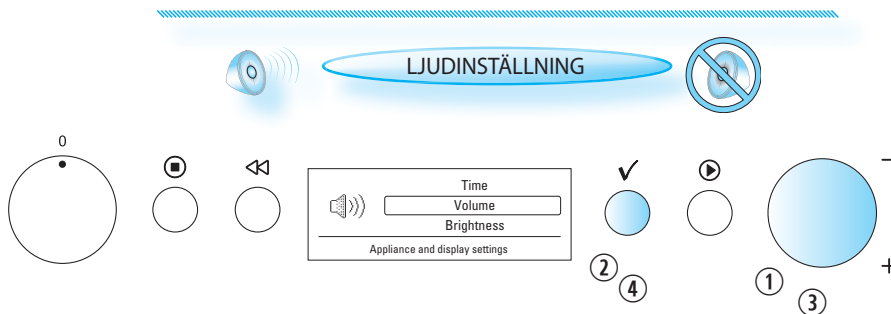 LJUDINSTÄLLNING
0
Time
Volume
Brightness
Appliance and display settings
−
+
②
④
①
③